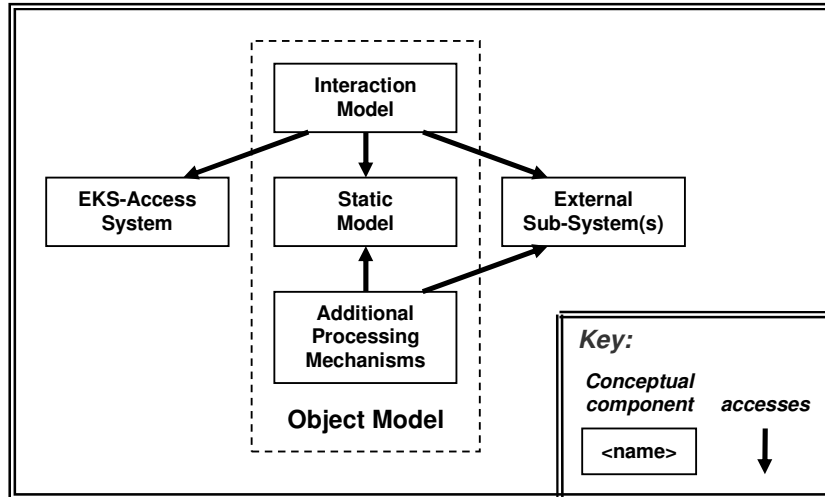 Interaction
Model
EKS-Access
System
Static
Model
External
Sub-System(s)
Additional
Processing
Mechanisms
Object Model
Key:
Conceptual
component
accesses
<name>